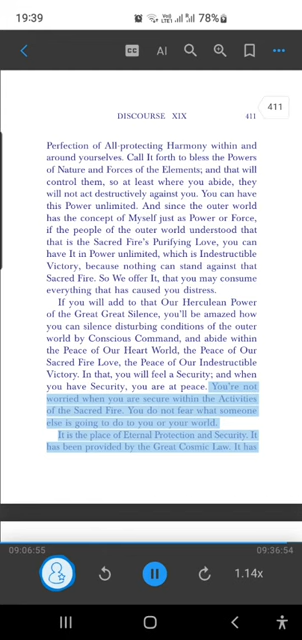 19:39
78%
CC
AI
411
DISCOURSE XIX 411
Perfection of All-protecting Harmony within and
around yourselves. Call It forth to bless the Powers
of Nature and Forces of the Elements; and that will
control them, so at least where you abide, they
will not act destructively against you. You can have
this Power unlimited. And since the outer world
has the concept of Myself just as Power or Force,
if the people of the outer world understood that
that is the Sacred Fire's Purifying Love, you can
have It in Power unlimited, which is Indestructible
Victory, because nothing can stand against that
Sacred Fire. So We offer It, that you may consume
everything that has caused you distress.
If you will add to that Our Herculean Power
of the Great Great Silence, you'll be amazed how
you can silence disturbing conditions of the outer
world by Conscious Command, and abide within
the Peace of Our Heart World, the Peace of Our
Sacred Fire Love, the Peace of Our Indestructible
Victory. In that, you will feel a Security; and when
you have Security, you are at peace. You're not
worried when you are secure within the Activities
of the Sacred Fire. You do not fear what someone
else is going to do to you or your world.
It is the place of Eternal Protection and Security. It
has been provided by the Great Cosmic Law. It has
09:06:55
09:36:54
1.14x